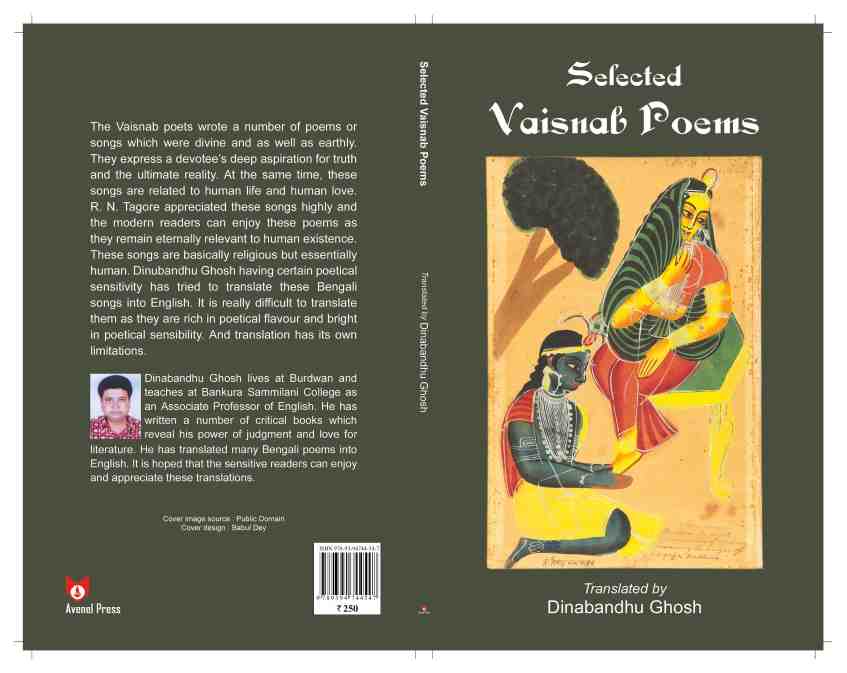 The Vaisnab poets wrote a number of poems or
songs which were divine and as well as earthly.
They express a devotee's deep aspiration for truth
and the ultimate reality. At the same time, these
songs are related to human life and human love.
R. N. Tagore appreciated these songs highly and
the modern readers can enjoy these poems as
they remain eternally relevant to human existence.
These songs are basically religious but essentially
human. Dinubandhu Ghosh having certain poetical
sensitivity has tried to translate these Bengali
songs into English. It is really difficult to translate
them as they are rich in poetical flavour and bright
in poetical sensibility. And translation has its own
limitations.
Dinabandhu Ghosh lives at Burdwan and
teaches at Bankura Sammilani College as
an Associate Professor of English. He has
written a number of critical books which
reveal his power of judgment and love for
literature. He has translated many Bengali poems into
English. It is hoped that the sensitive readers can enjoy
and appreciate these translations.
Cover image source : Public Domain
Cover design : Babul Dey
Avenel Press
₹ 250
Selected Vaisnab Poems
Translated by Dinabandhu Ghosh
Selected
Vaisnab Poems
Translated by
Dinabandhu Ghosh